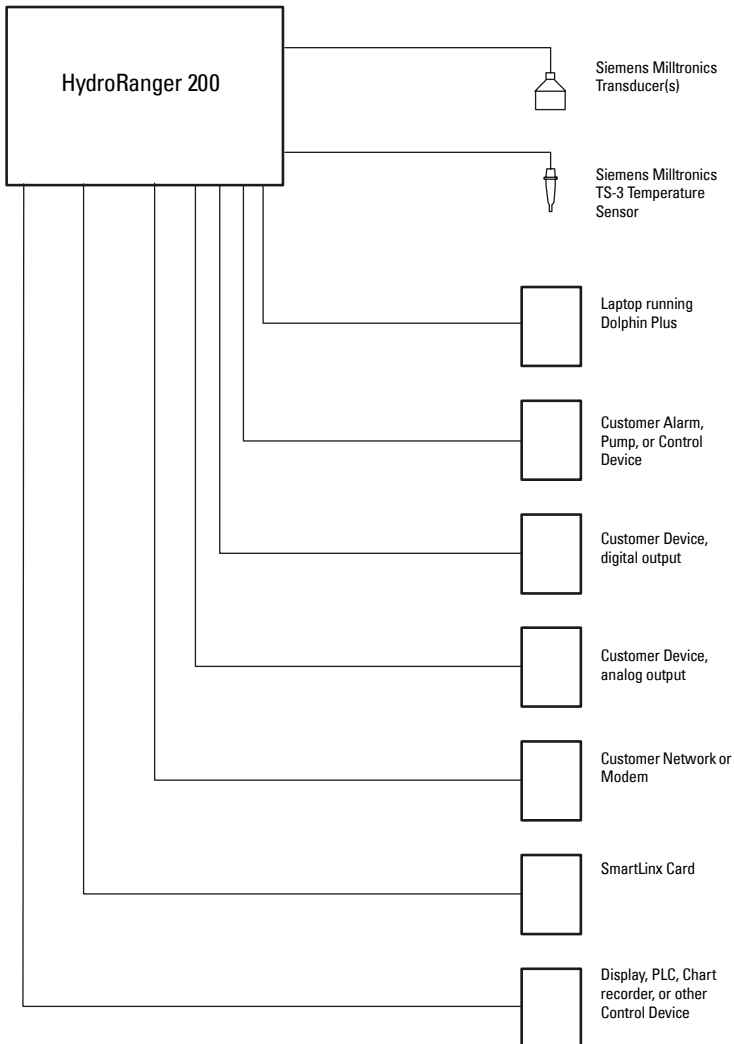 HydroRanger 200
Siemens Milltronics
Transducer(s)
Siemens Milltronics
TS-3 Temperature
Sensor
Laptop running
Dolphin Plus
Customer Alarm,
Pump, or Control
Device
Customer Device,
digital output
Customer Device,
analog output
Customer Network or
Modem
SmartLinx Card
Display, PLC, Chart
recorder, or other
Control Device